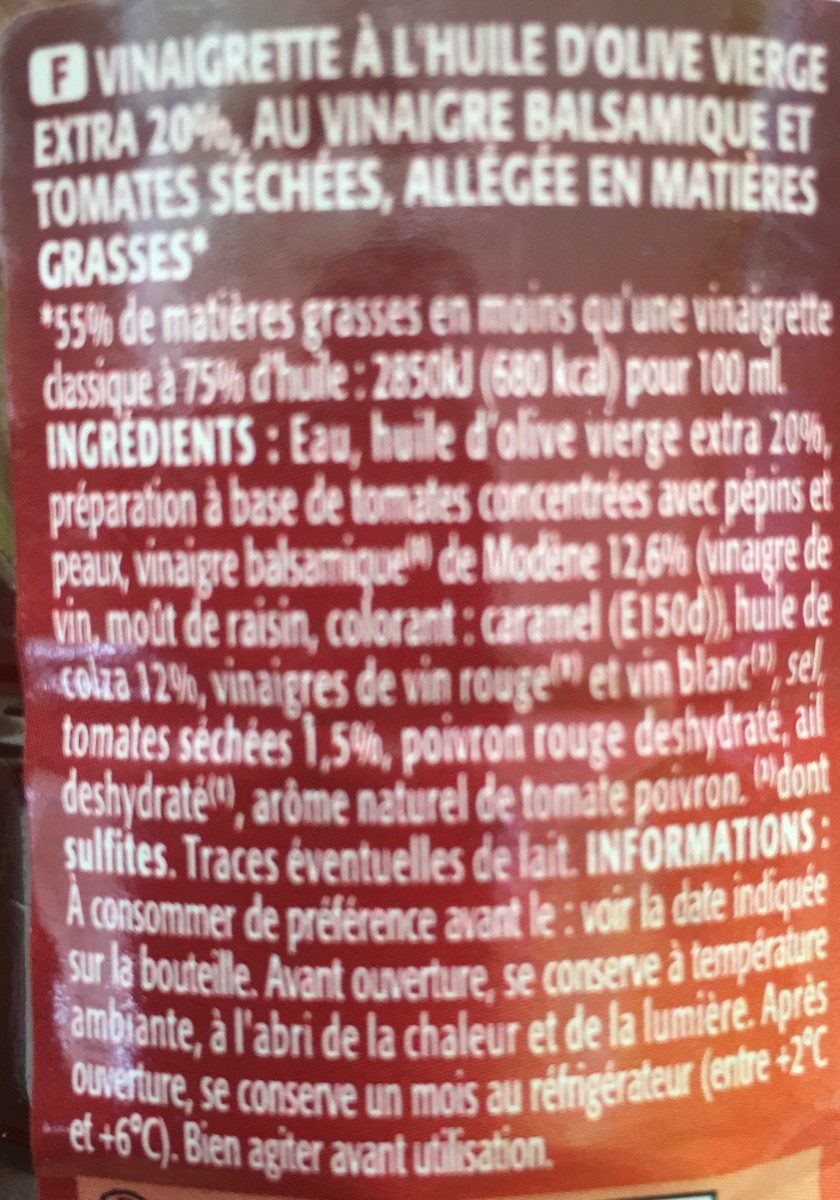 F VINAIGRETTE À L'HUILE D'OLIVE VIERGE
EXTRA 20%, AU VINAIGRE BALSAMIQUE ET
TOMATES SÉCHÉES, ALLÉGÉE EN MATIÈRES
GRASSES*
*55% de matières grasses en moins qu'une vinaigrette
classique à 75% d'huile : 2850kJ (680 kcal) pour 100 ml.
INGRÉDIENTS : Eau, huile d'olive vierge extra 20%,
préparation à base de tomates concentrées avec pépins et
peaux, vinaigre balsamique⁽¹⁾ de Modène 12,6% (vinaigre de
vin, moût de raisin, colorant : caramel (E150d)), huile de
colza 12%, vinaigres de vin rouge⁽¹⁾ et vin blanc⁽¹⁾, sel,
tomates séchées 1,5%, poivron rouge deshydraté, ail
deshydraté⁽¹⁾, arôme naturel de tomate poivron. ⁽¹⁾dont
sulfites. Traces éventuelles de lait. INFORMATIONS :
À consommer de préférence avant le : voir la date indiquée
sur la bouteille. Avant ouverture, se conserve à température
ambiante, à l'abri de la chaleur et de la lumière. Après
ouverture, se conserve un mois au réfrigérateur (entre +2°C
et +6°C). Bien agiter avant utilisation.